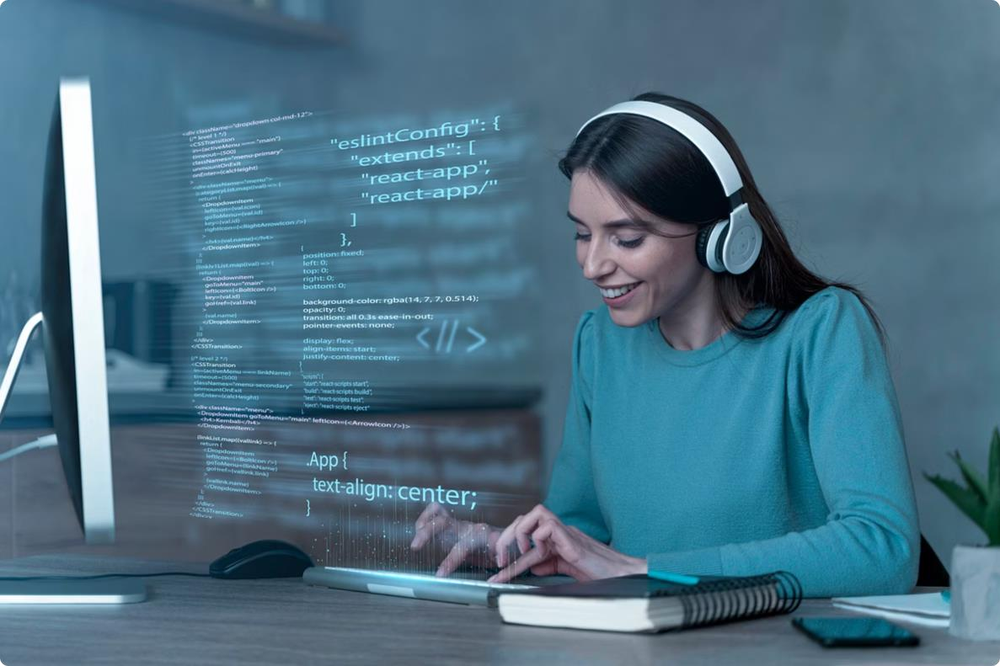 <div className="dropdown col-md-12">
{/* level 1 */}
<CSSTransition
in={activeMenu === "main"}
timeout={500}
classNames="menu-primary"
unmountOnExit
onEnter={calcHeight}
>
<div className="menu">
{categoryList.map((val) => {
return (
<DropdownItem
leftIcon={val.icon}
goToMenu={val.id}
key={val.id}
rightIcon={<RightArrowIcon />}
>
<h4>{val.name}</h4>
</DropdownItem>
);
})}
{linklv1List.map((val) => {
return (
<DropdownItem
goToMenu="main"
leftIcon={<BoltIcon />}
key={val.id}
goHref={val.link}
>
{val.name}
</DropdownItem>
);
})}
</div>
</CSSTransition>
{/* level 2 */}
<CSSTransition
in={activeMenu === linkName}
timeout={500}
classNames="menu-secondary"
unmountOnExit
onEnter={calcHeight}
>
<div className="menu">
<DropdownItem goToMenu="main" leftIcon={<ArrowIcon />}>
<h4>Kembali</h4>
</DropdownItem>
{linkList.map((vallink) => {
return (
<DropdownItem
leftIcon={<BoltIcon />}
goToMenu={linkName}
goHref={vallink.link}
>
{vallink.name}
</DropdownItem>
);
})}
</div>
</CSSTransition>
</div>
"eslintConfig": {
"extends": [
"react-app",
"react-app/"
]
},
{
position: fixed;
left: 0;
top: 0;
right: 0;
bottom: 0;
background-color: rgba(14, 7, 7, 0.514);
opacity: 0;
transition: all 0.3s ease-in-out;
pointer-events: none;
display: flex;
align-items: start;
justify-content: center;
}
<//>
"scripts": {
"start": "react-scripts start",
"build": "react-scripts build",
"test": "react-scripts test",
"eject": "react-scripts eject"
}
.App {
text-align: center;
}